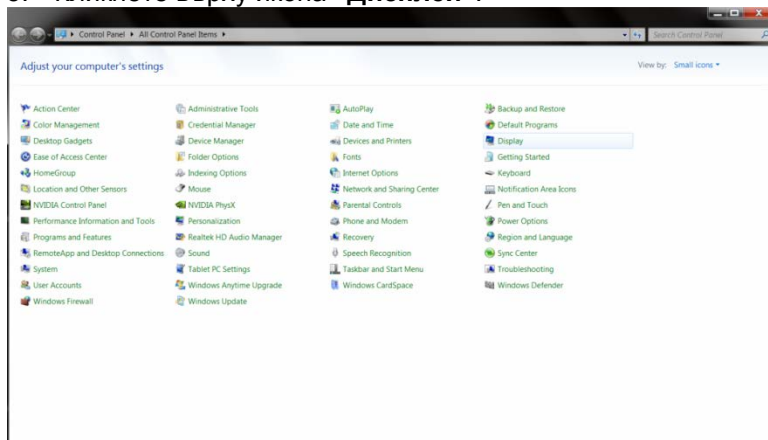 Control Panel All Control Panel Items Search Control Panel
Adjust your computer's settings View by: Small icons
Action Center Administrative Tools AutoPlay Backup and Restore
Color Management Credential Manager Date and Time Default Programs
Desktop Gadgets Device Manager Devices and Printers Display
Ease of Access Center Folder Options Fonts Getting Started
HomeGroup Indexing Options Internet Options Keyboard
Location and Other Sensors Mouse Network and Sharing Center Notification Area Icons
NVIDIA Control Panel NVIDIA PhysX Parental Controls Pen and Touch
Performance Information and Tools Personalization Phone and Modem Power Options
Programs and Features Realtek HD Audio Manager Recovery Region and Language
RemoteApp and Desktop Connections Sound Speech Recognition Sync Center
System Tablet PC Settings Taskbar and Start Menu Troubleshooting
User Accounts Windows Anytime Upgrade Windows CardSpace Windows Defender
Windows Firewall Windows Update